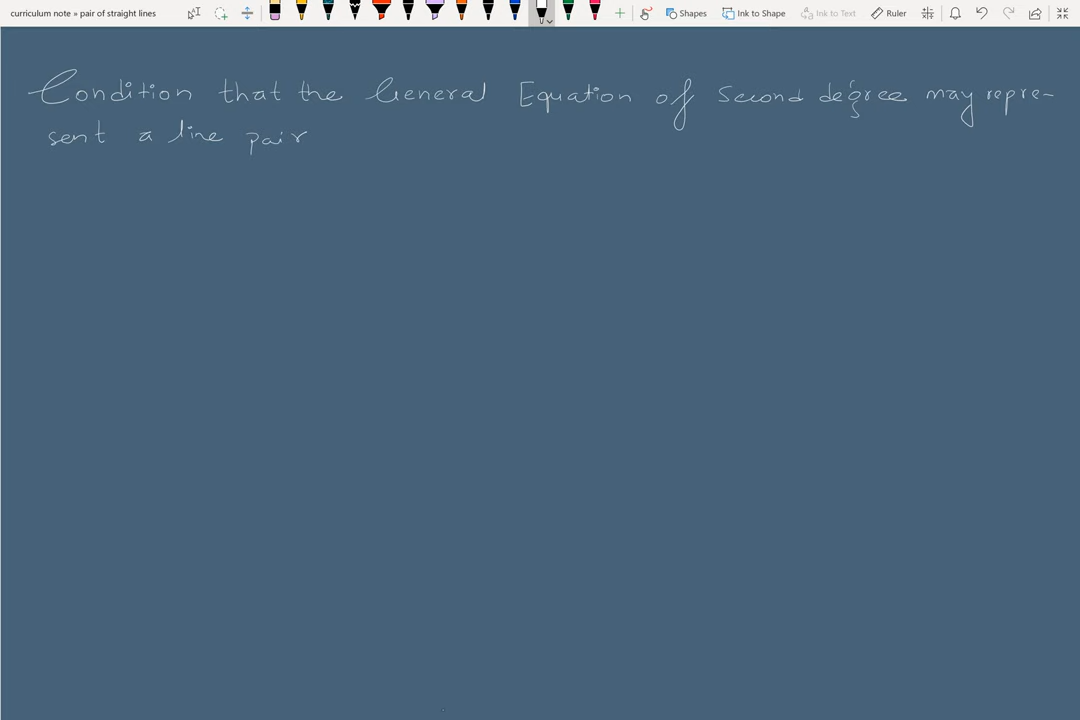 curriculum note » pair of straight lines
Shapes Ink to Shape Ink to Text Ruler
Condition that the General Equation of Second degree may repre-
sent a line pair